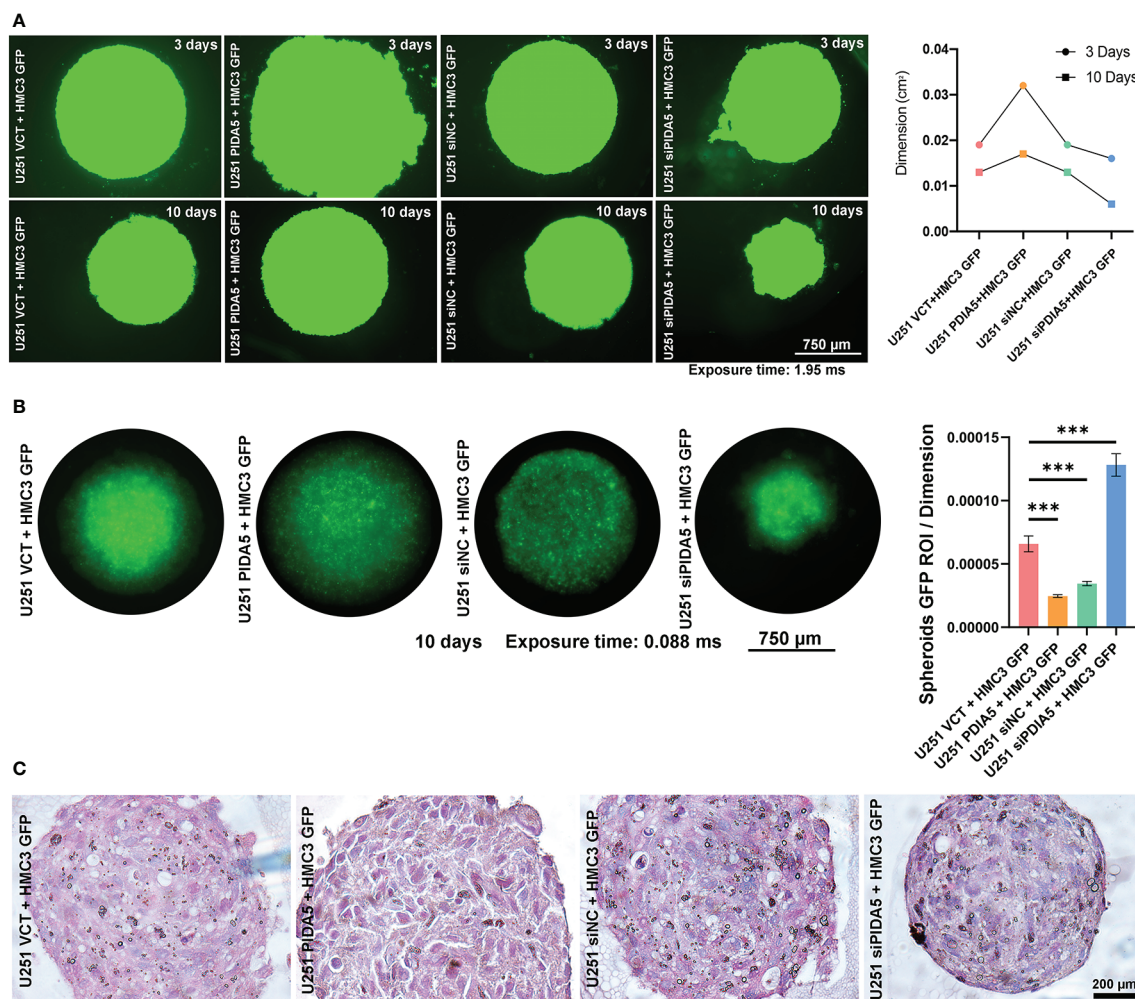 A
U251 VCT + HMC3 GFP
3 days
U251 PIDA5 + HMC3 GFP
3 days
U251 siNC + HMC3 GFP
3 days
U251 siPIDA5 + HMC3 GFP
3 days
U251 VCT + HMC3 GFP
10 days
U251 PIDA5 + HMC3 GFP
10 days
U251 siNC + HMC3 GFP
10 days
U251 siPIDA5 + HMC3 GFP
10 days
750 µm
Exposure time: 1.95 ms
Dimension (cm²)
0.04
0.03
0.02
0.01
0.00
3 Days
10 Days
U251 VCT+HMC3 GFP
U251 PDIA5+HMC3 GFP
U251 siNC+HMC3 GFP
U251 siPDIA5+HMC3 GFP
B
U251 VCT + HMC3 GFP
U251 PIDA5 + HMC3 GFP
U251 siNC + HMC3 GFP
U251 siPIDA5 + HMC3 GFP
10 days Exposure time: 0.088 ms 750 µm
Spheroids GFP ROI / Dimension
0.00015
0.00010
0.00005
0.00000
***
***
***
U251 VCT + HMC3 GFP
U251 PDIA5 + HMC3 GFP
U251 siNC + HMC3 GFP
U251 siPDIA5 + HMC3 GFP
C
U251 VCT + HMC3 GFP
U251 PIDA5 + HMC3 GFP
U251 siNC + HMC3 GFP
U251 siPIDA5 + HMC3 GFP
200 µm